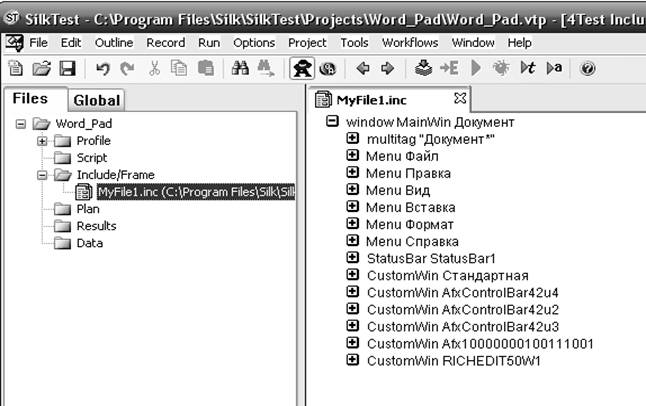 SilkTest - C:\Program Files\Silk\SilkTest\Projects\Word_Pad\Word_Pad.vtp - [4Test Inclu
File Edit Outline Record Run Options Project Tools Workflows Window Help
Files Global
MyFile1.inc
Word_Pad
Profile
Script
Include/Frame
MyFile1.inc (C:\Program Files\Silk\Sil
Plan
Results
Data
window MainWin Документ
multitag "Документ*"
Menu Файл
Menu Правка
Menu Вид
Menu Вставка
Menu Формат
Menu Справка
StatusBar StatusBar1
CustomWin Стандартная
CustomWin AfxControlBar42u4
CustomWin AfxControlBar42u2
CustomWin AfxControlBar42u3
CustomWin Afx10000000100111001
CustomWin RICHEDIT50W1